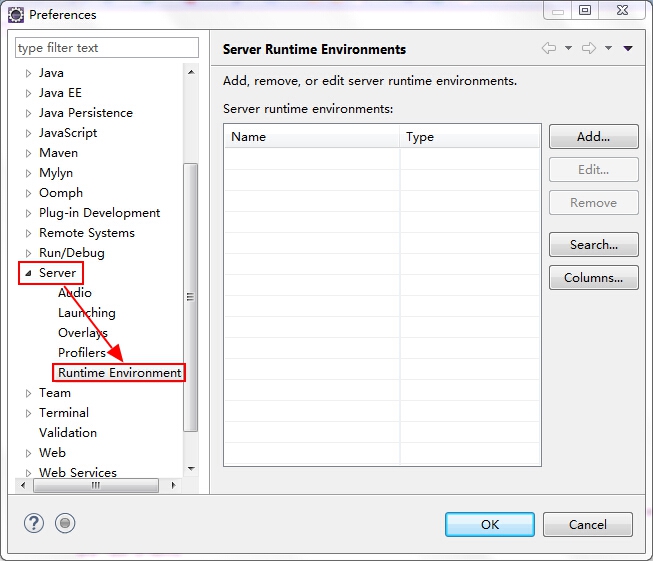 Preferences
type filter text
Java
Java EE
Java Persistence
JavaScript
Maven
Mylyn
Oomph
Plug-in Development
Remote Systems
Run/Debug
Server
Audio
Launching
Overlays
Profilers
Runtime Environment
Team
Terminal
Validation
Web
Web Services
Server Runtime Environments
Add, remove, or edit server runtime environments.
Server runtime environments:
Name Type
Add...
Edit...
Remove
Search...
Columns...
OK Cancel